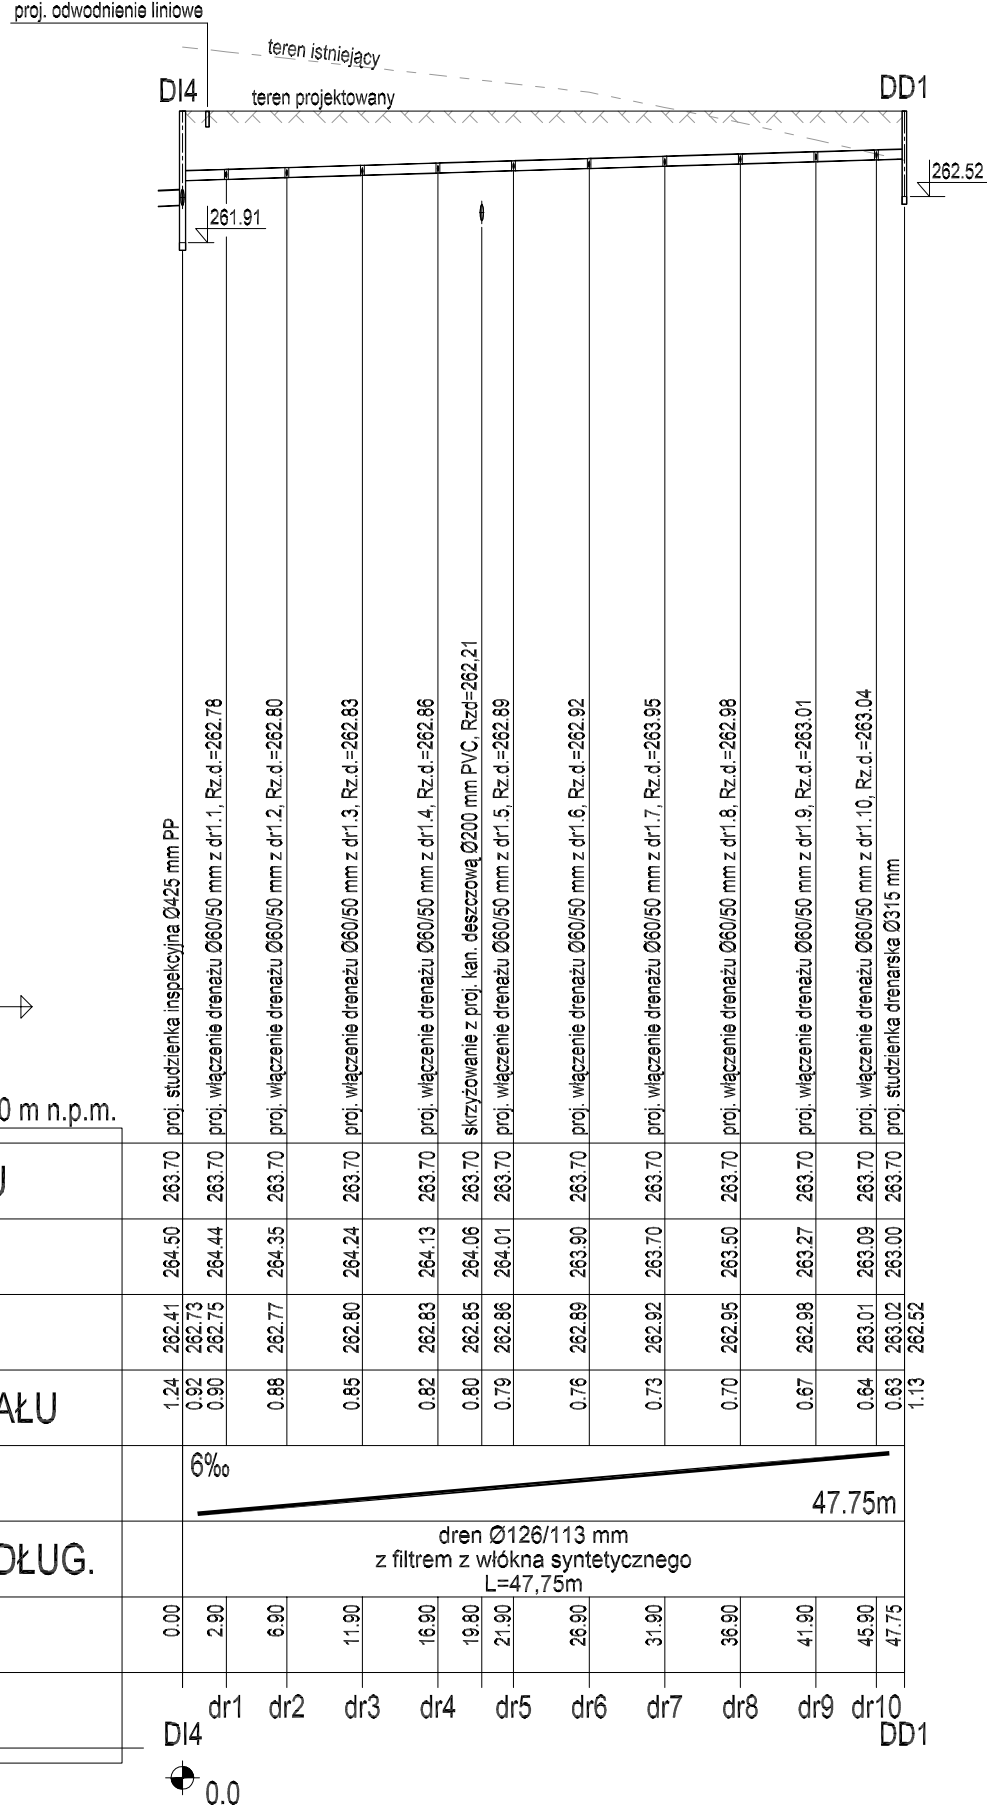 proj. odwodnienie liniowe
teren istniejący
DI4
teren projektowany
DD1
262.52
261.91
proj. studzienka inspekcyjna Ø425 mm PP
proj. włączenie drenażu Ø60/50 mm z dr1.1, Rz.d.=262.78
proj. włączenie drenażu Ø60/50 mm z dr1.2, Rz.d.=262.80
proj. włączenie drenażu Ø60/50 mm z dr1.3, Rz.d.=262.83
proj. włączenie drenażu Ø60/50 mm z dr1.4, Rz.d.=262.86
skrzyżowanie z proj. kan. deszczową Ø200 mm PVC, Rzd=262,21
proj. włączenie drenażu Ø60/50 mm z dr1.5, Rz.d.=262.89
proj. włączenie drenażu Ø60/50 mm z dr1.6, Rz.d.=262.92
proj. włączenie drenażu Ø60/50 mm z dr1.7, Rz.d.=263.95
proj. włączenie drenażu Ø60/50 mm z dr1.8, Rz.d.=262.98
proj. włączenie drenażu Ø60/50 mm z dr1.9, Rz.d.=263.01
proj. włączenie drenażu Ø60/50 mm z dr1.10, Rz.d.=263.04
proj. studzienka drenarska Ø315 mm
0 m n.p.m.
U
263.70 263.70 263.70 263.70 263.70 263.70 263.70 263.70 263.70 263.70 263.70 263.70 263.70
264.50 264.44 264.35 264.24 264.13 264.06 264.01 263.90 263.70 263.50 263.27 263.09 263.00
262.41 262.73 262.75 262.77 262.80 262.83 262.85 262.86 262.89 262.92 262.95 262.98 263.01 263.02 262.52
AŁU
1.24 0.92 0.90 0.88 0.85 0.82 0.80 0.79 0.76 0.73 0.70 0.67 0.64 0.63 1.13
6‰
47.75m
DŁUG.
dren Ø126/113 mm
z filtrem z włókna syntetycznego
L=47,75m
0.00 2.90 6.90 11.90 16.90 19.80 21.90 26.90 31.90 36.90 41.90 45.90 47.75
dr1 dr2 dr3 dr4 dr5 dr6 dr7 dr8 dr9 dr10
DI4
DD1
0.0